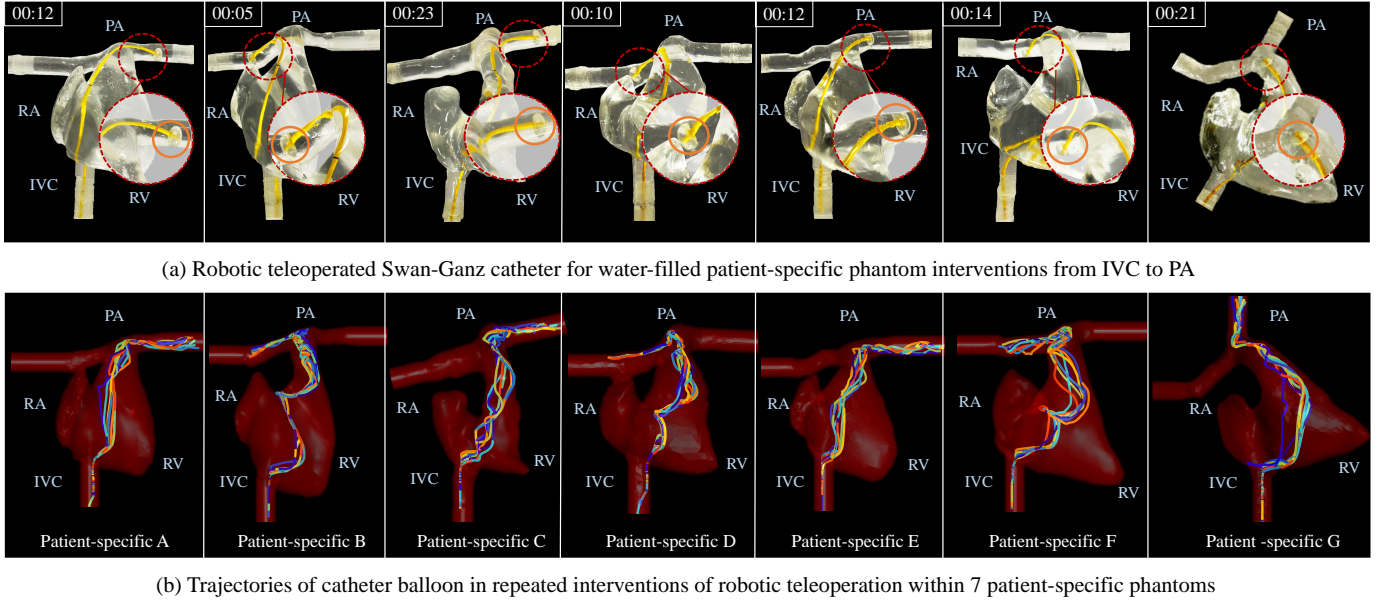 00:12
PA
RA
IVC
RV
00:05
PA
RA
IVC
RV
00:23
PA
RA
IVC
RV
00:10
PA
RA
IVC
RV
00:12
PA
RA
IVC
RV
00:14
PA
RA
IVC
RV
00:21
PA
RA
IVC
RV
(a) Robotic teleoperated Swan-Ganz catheter for water-filled patient-specific phantom interventions from IVC to PA
PA
RA
IVC
RV
Patient-specific A
PA
RA
IVC
RV
Patient-specific B
PA
RA
IVC
RV
Patient-specific C
PA
RA
IVC
RV
Patient-specific D
PA
RA
IVC
RV
Patient-specific E
PA
RA
IVC
RV
Patient-specific F
PA
RA
IVC
RV
Patient -specific G
(b) Trajectories of catheter balloon in repeated interventions of robotic teleoperation within 7 patient-specific phantoms